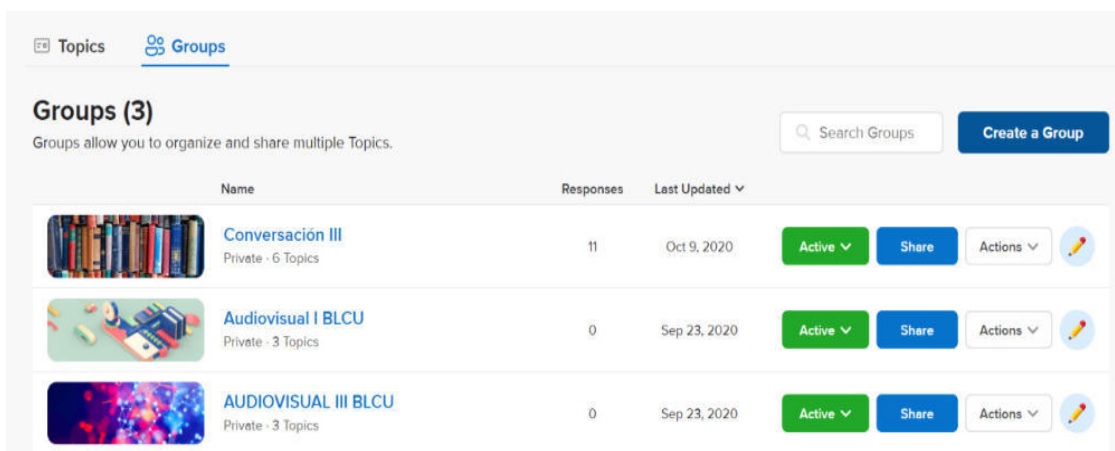 Topics Groups
Groups (3)
Groups allow you to organize and share multiple Topics.
Search Groups Create a Group
Name Responses Last Updated
Conversación III
Private · 6 Topics
11 Oct 9, 2020 Active Share Actions
Audiovisual I BLCU
Private · 3 Topics
0 Sep 23, 2020 Active Share Actions
AUDIOVISUAL III BLCU
Private · 3 Topics
0 Sep 23, 2020 Active Share Actions